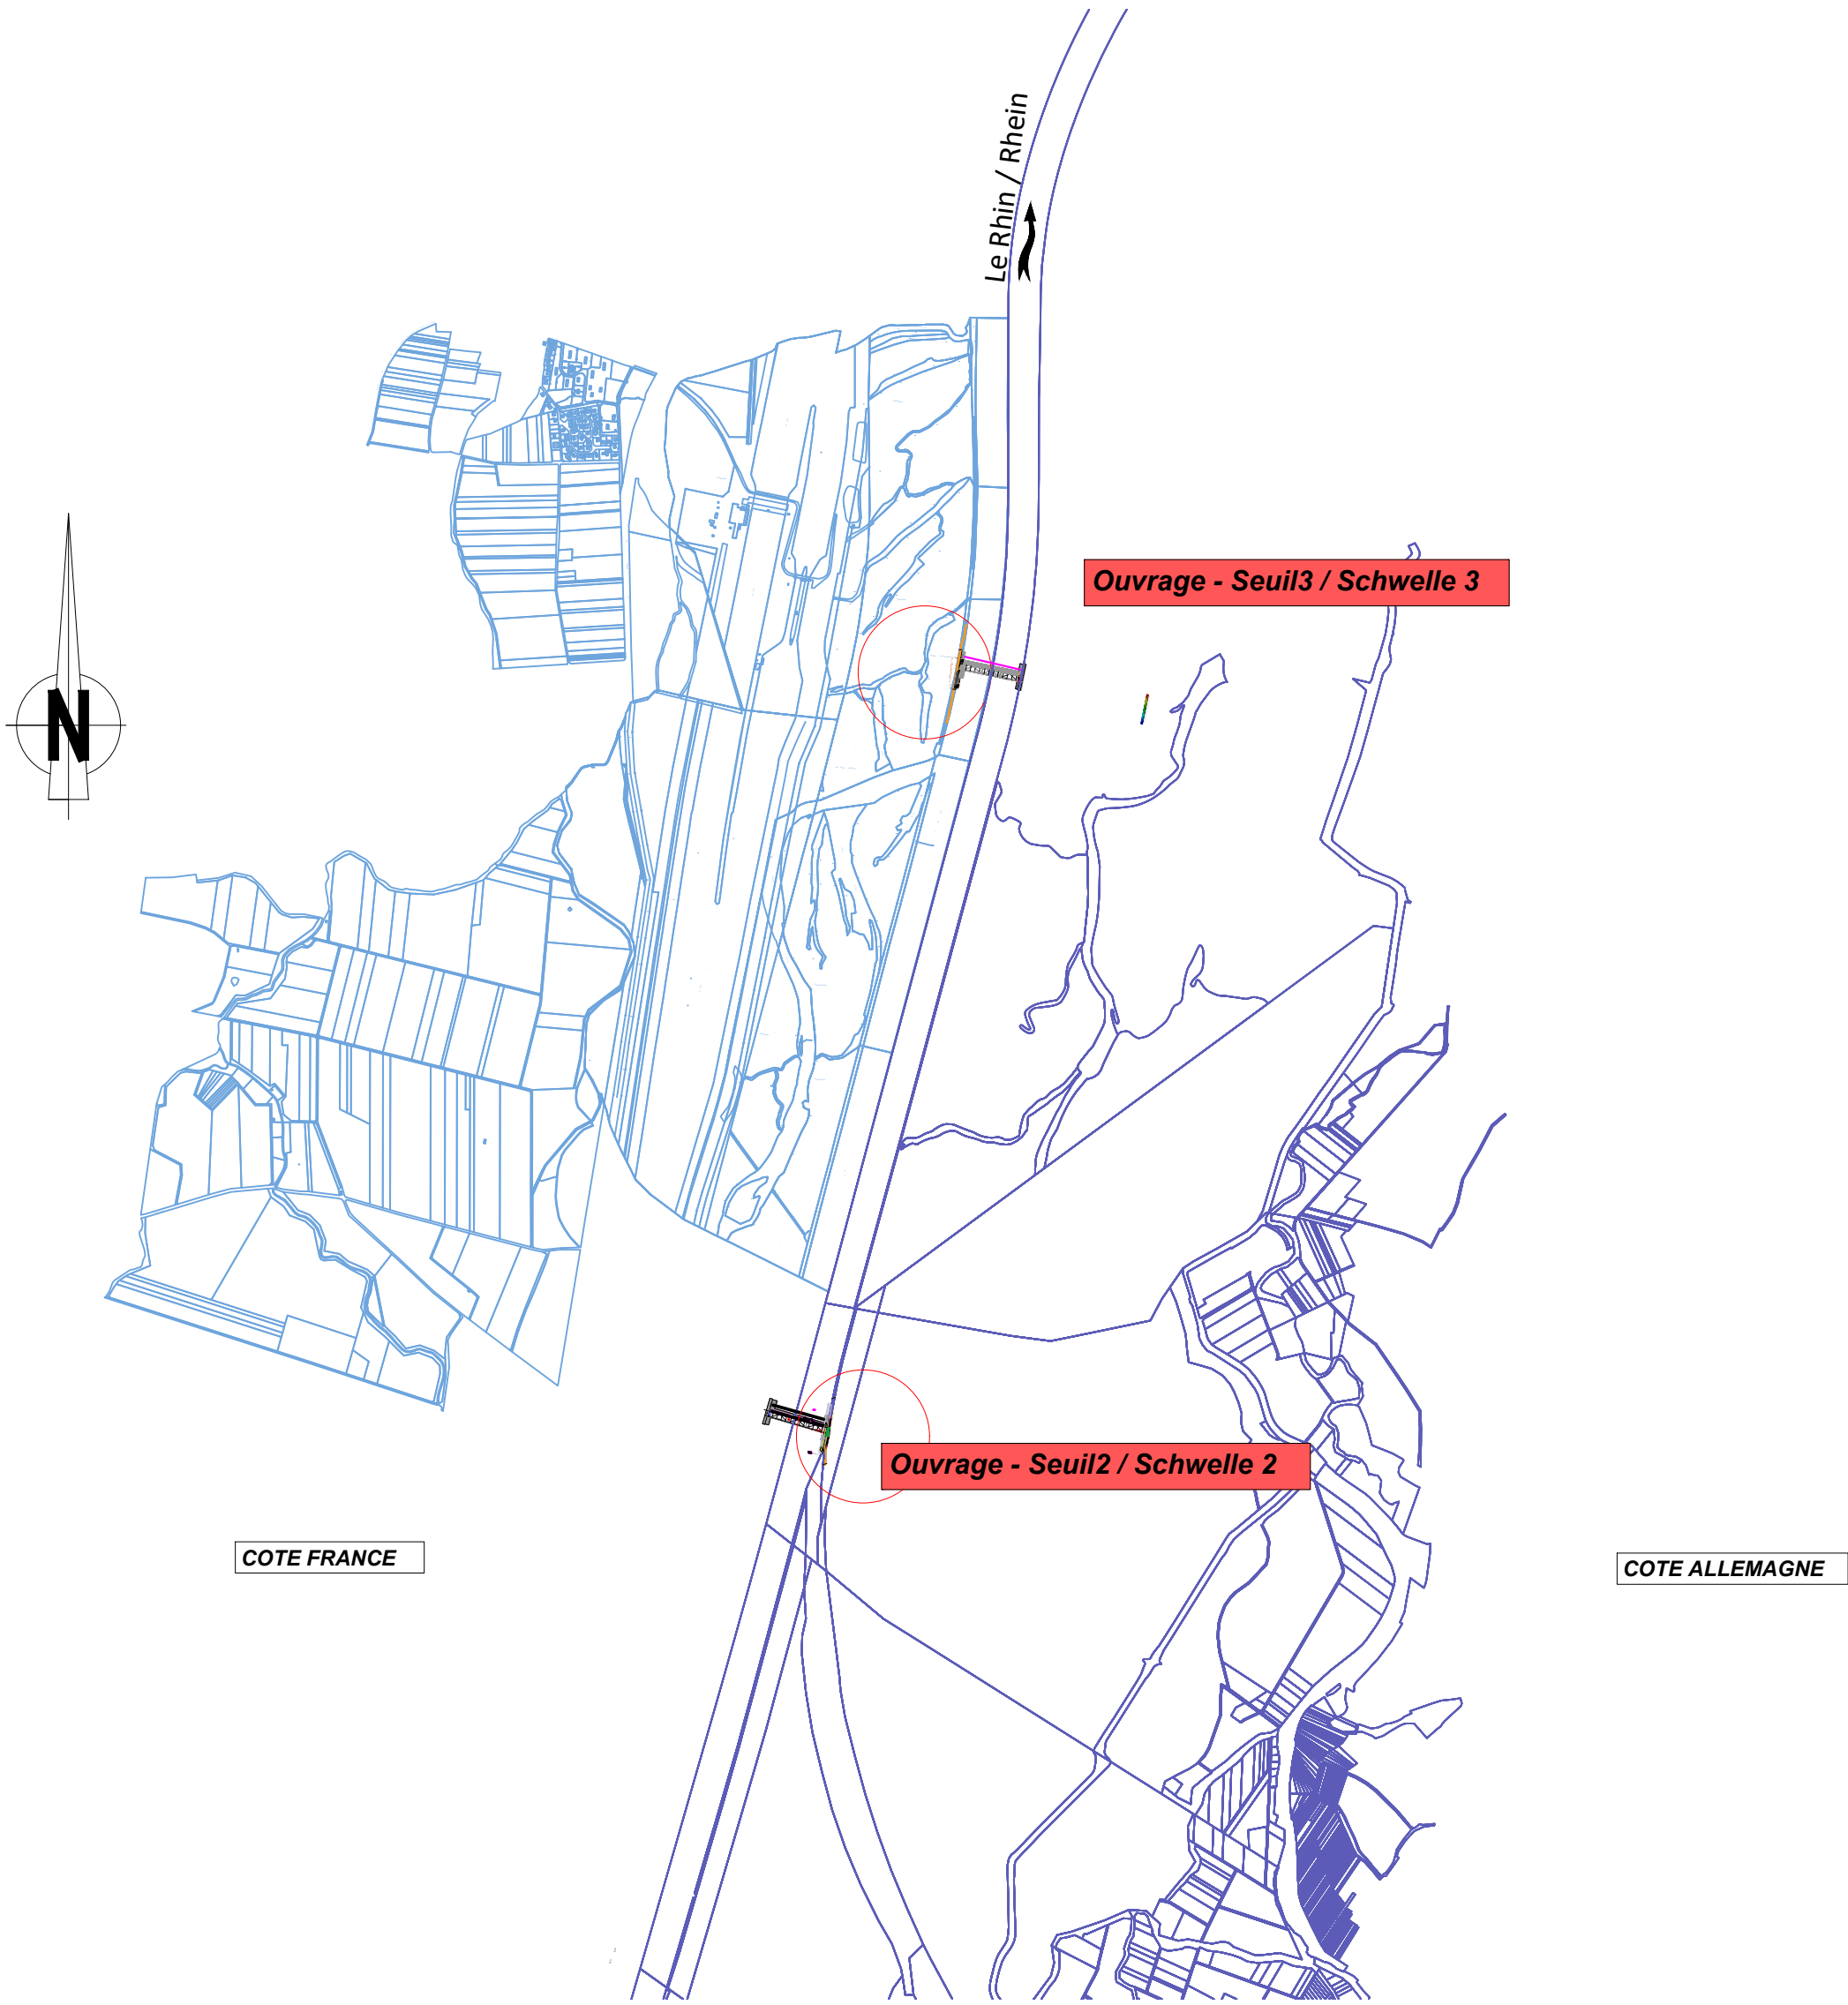 Le Rhin / Rhein
Ouvrage - Seuil3 / Schwelle 3
N
Ouvrage - Seuil2 / Schwelle 2
COTE FRANCE
COTE ALLEMAGNE